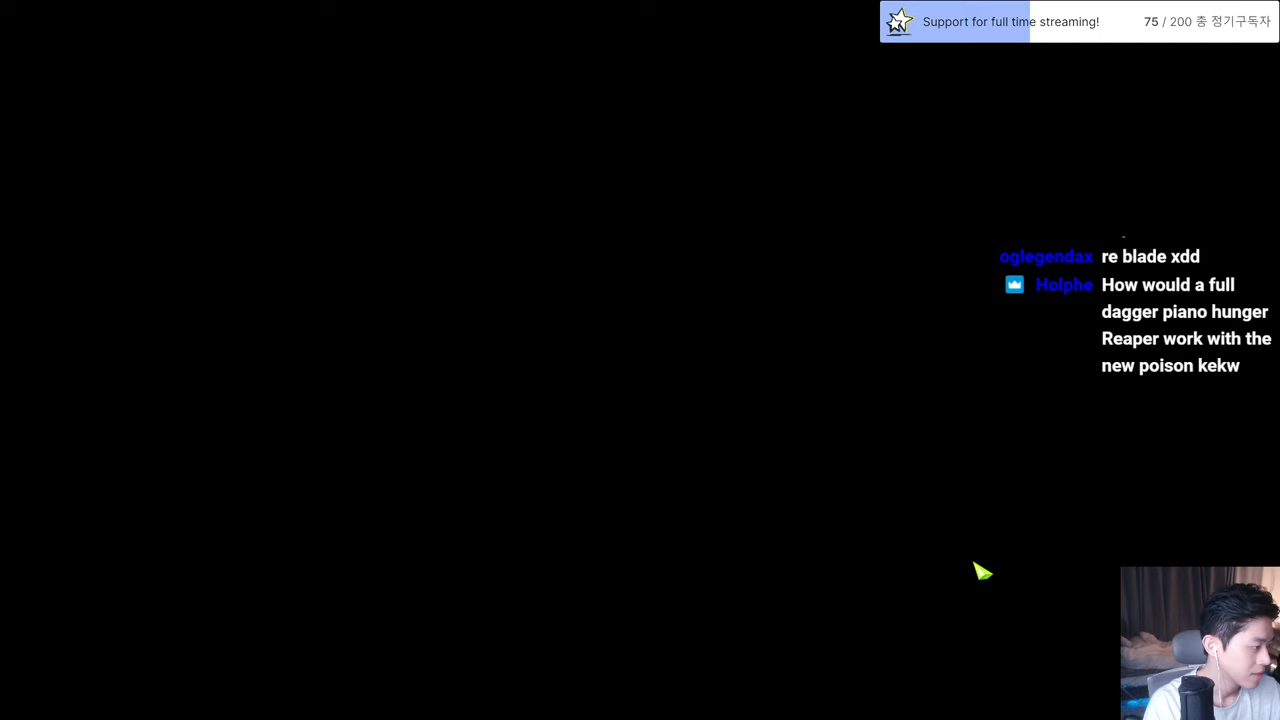 Support for full time streaming! 75 / 200 총 정기구독자
oglegendax re blade xdd
Holphe How would a full
dagger piano hunger
Reaper work with the
new poison kekw